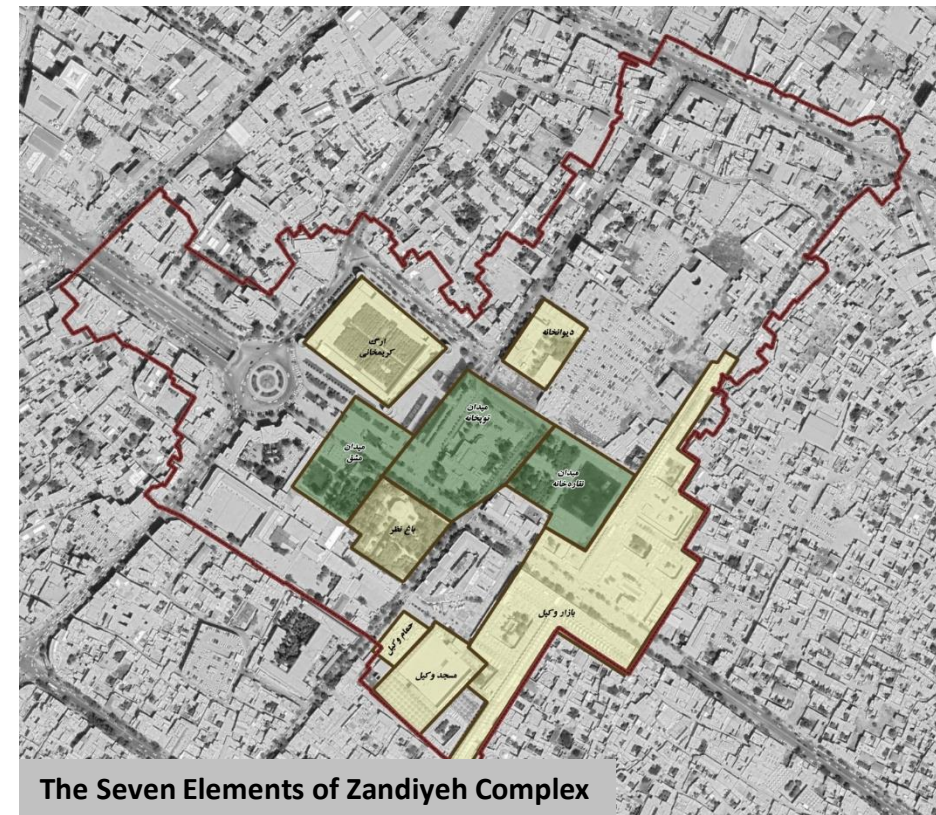 دیوانخانه
ارگ
کریمخانی
میدان
توپخانه
میدان
مشق
میدان
نقاره خانه
باغ نظر
بازار وکیل
حمام وکیل
مسجد وکیل
The Seven Elements of Zandiyeh Complex